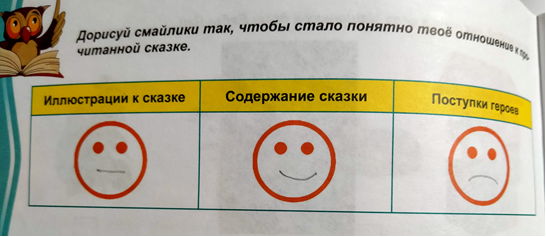 Дорисуй смайлики так, чтобы стало понятно твоё отношение к про-
читанной сказке.
Иллюстрации к сказке
Содержание сказки
Поступки героев